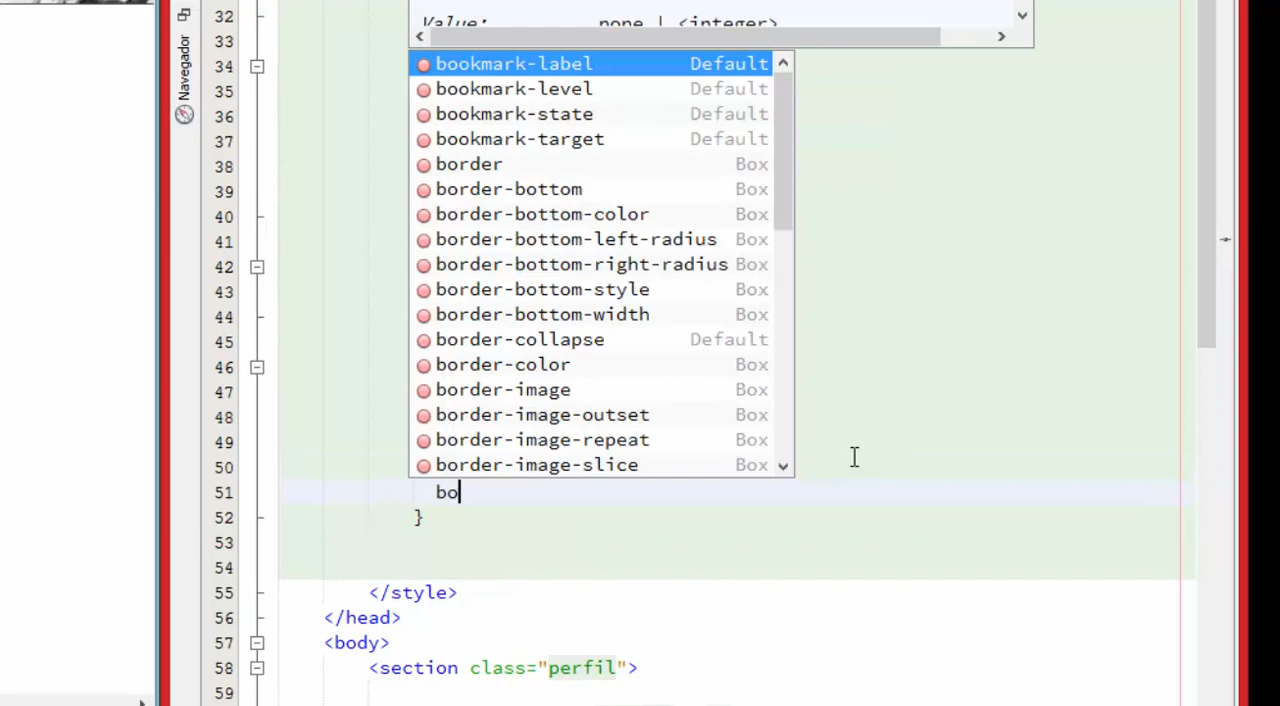 Navegador
32
Value: none | <integer>
33
34
bookmark-label Default
35
bookmark-level Default
36
bookmark-state Default
37
bookmark-target Default
38
border Box
39
border-bottom Box
40
border-bottom-color Box
41
border-bottom-left-radius Box
42
border-bottom-right-radius Box
43
border-bottom-style Box
44
border-bottom-width Box
45
border-collapse Default
46
border-color Box
47
border-image Box
48
border-image-outset Box
49
border-image-repeat Box
50
border-image-slice Box
51 bo
52 }
53
54
55 </style>
56 </head>
57 <body>
58 <section class="perfil">
59